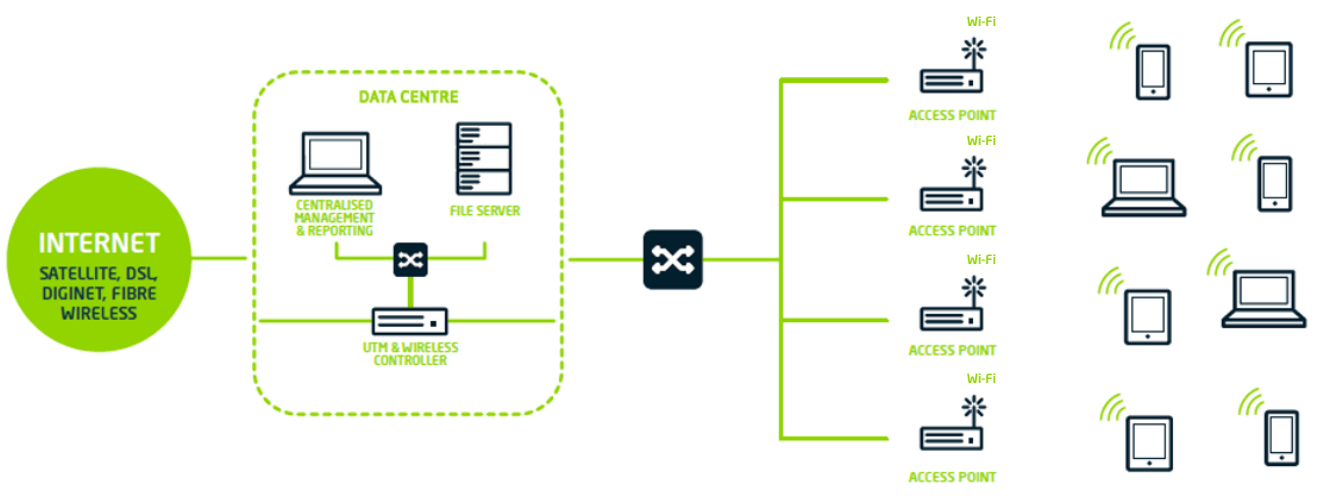 INTERNET
SATELLITE, DSL,
DIGINET, FIBRE
WIRELESS
DATA CENTRE
CENTRALISED
MANAGEMENT
& REPORTING
FILE SERVER
UTM & WIRELESS
CONTROLLER
Wi-Fi
ACCESS POINT
Wi-Fi
ACCESS POINT
Wi-Fi
ACCESS POINT
Wi-Fi
ACCESS POINT